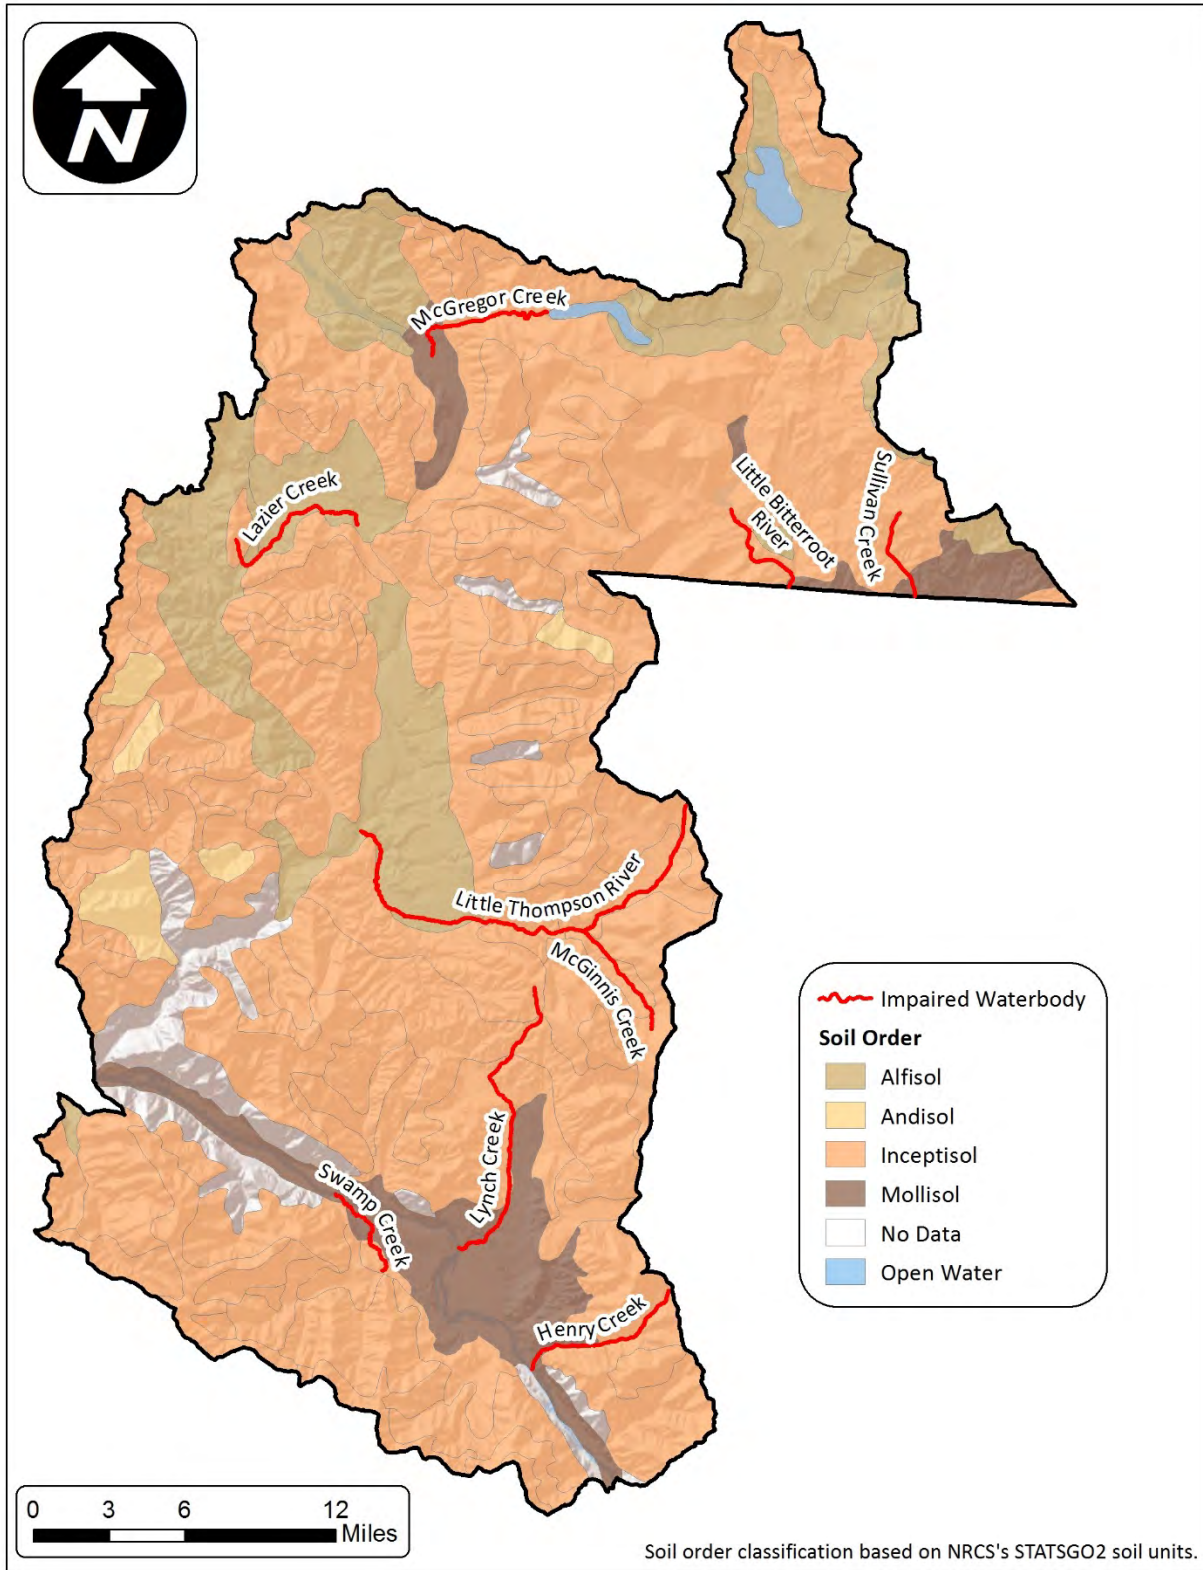 N
McGregor Creek
Lazier Creek
Little Bitterroot
River
Sullivan Creek
Little Thompson River
McGinnis Creek
Lynch Creek
Swamp Creek
Henry Creek
Impaired Waterbody
Soil Order
Alfisol
Andisol
Inceptisol
Mollisol
No Data
Open Water
0 3 6 12
Miles
Soil order classification based on NRCS's STATSGO2 soil units.